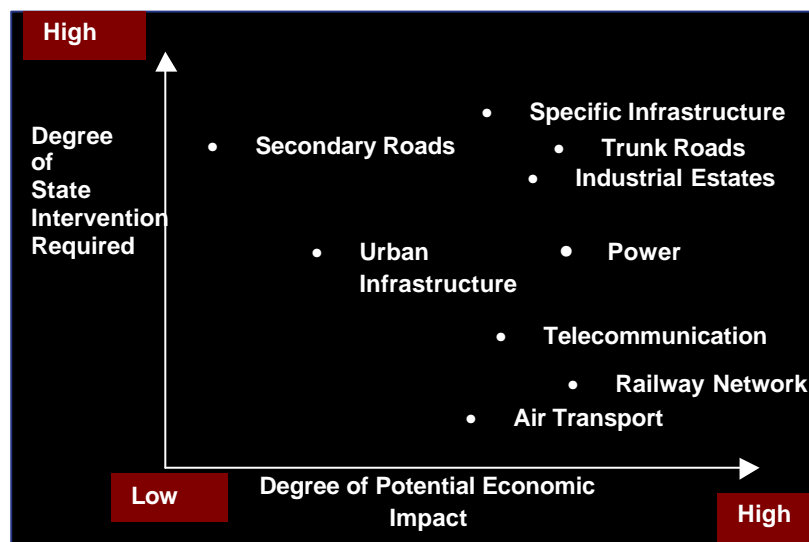 High
Degree
of
State
Intervention
Required
• Specific Infrastructure
• Secondary Roads
• Trunk Roads
• Industrial Estates
• Urban
Infrastructure
• Power
• Telecommunication
• Railway Network
• Air Transport
Low
Degree of Potential Economic
Impact
High